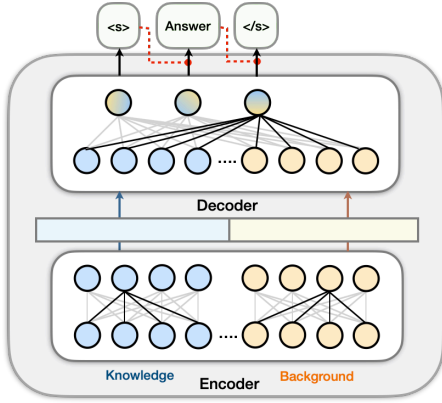 <s> Answer </s>
....
Decoder
....
Knowledge Background
Encoder